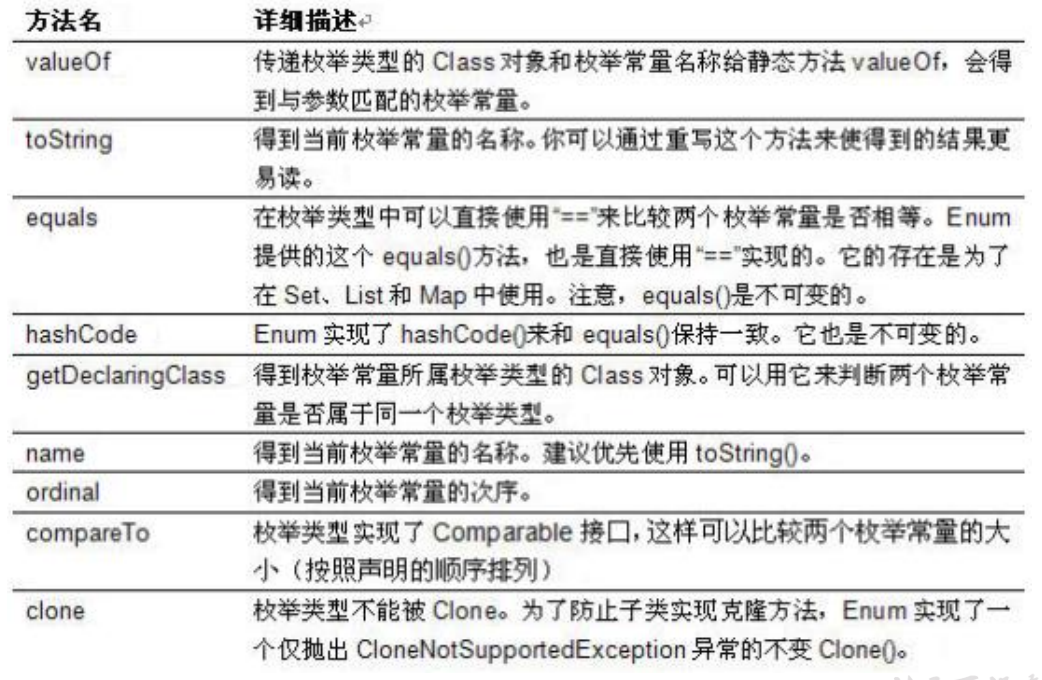 方法名 详细描述
valueOf 传递枚举类型的 Class 对象和枚举常量名称给静态方法 valueOf，会得
到与参数匹配的枚举常量。
toString 得到当前枚举常量的名称。你可以通过重写这个方法来使得到的结果更
易读。
equals 在枚举类型中可以直接使用“==”来比较两个枚举常量是否相等。Enum
提供的这个 equals()方法，也是直接使用“==”实现的。它的存在是为了
在 Set、List 和 Map 中使用。注意，equals()是不可变的。
hashCode Enum 实现了 hashCode()来和 equals()保持一致。它也是不可变的。
getDeclaringClass 得到枚举常量所属枚举类型的 Class 对象。可以用它来判断两个枚举常
量是否属于同一个枚举类型。
name 得到当前枚举常量的名称。建议优先使用 toString()。
ordinal 得到当前枚举常量的次序。
compareTo 枚举类型实现了 Comparable 接口，这样可以比较两个枚举常量的大
小（按照声明的顺序排列）
clone 枚举类型不能被 Clone。为了防止子类实现克隆方法，Enum 实现了一
个仅抛出 CloneNotSupportedException 异常的不变 Clone()。